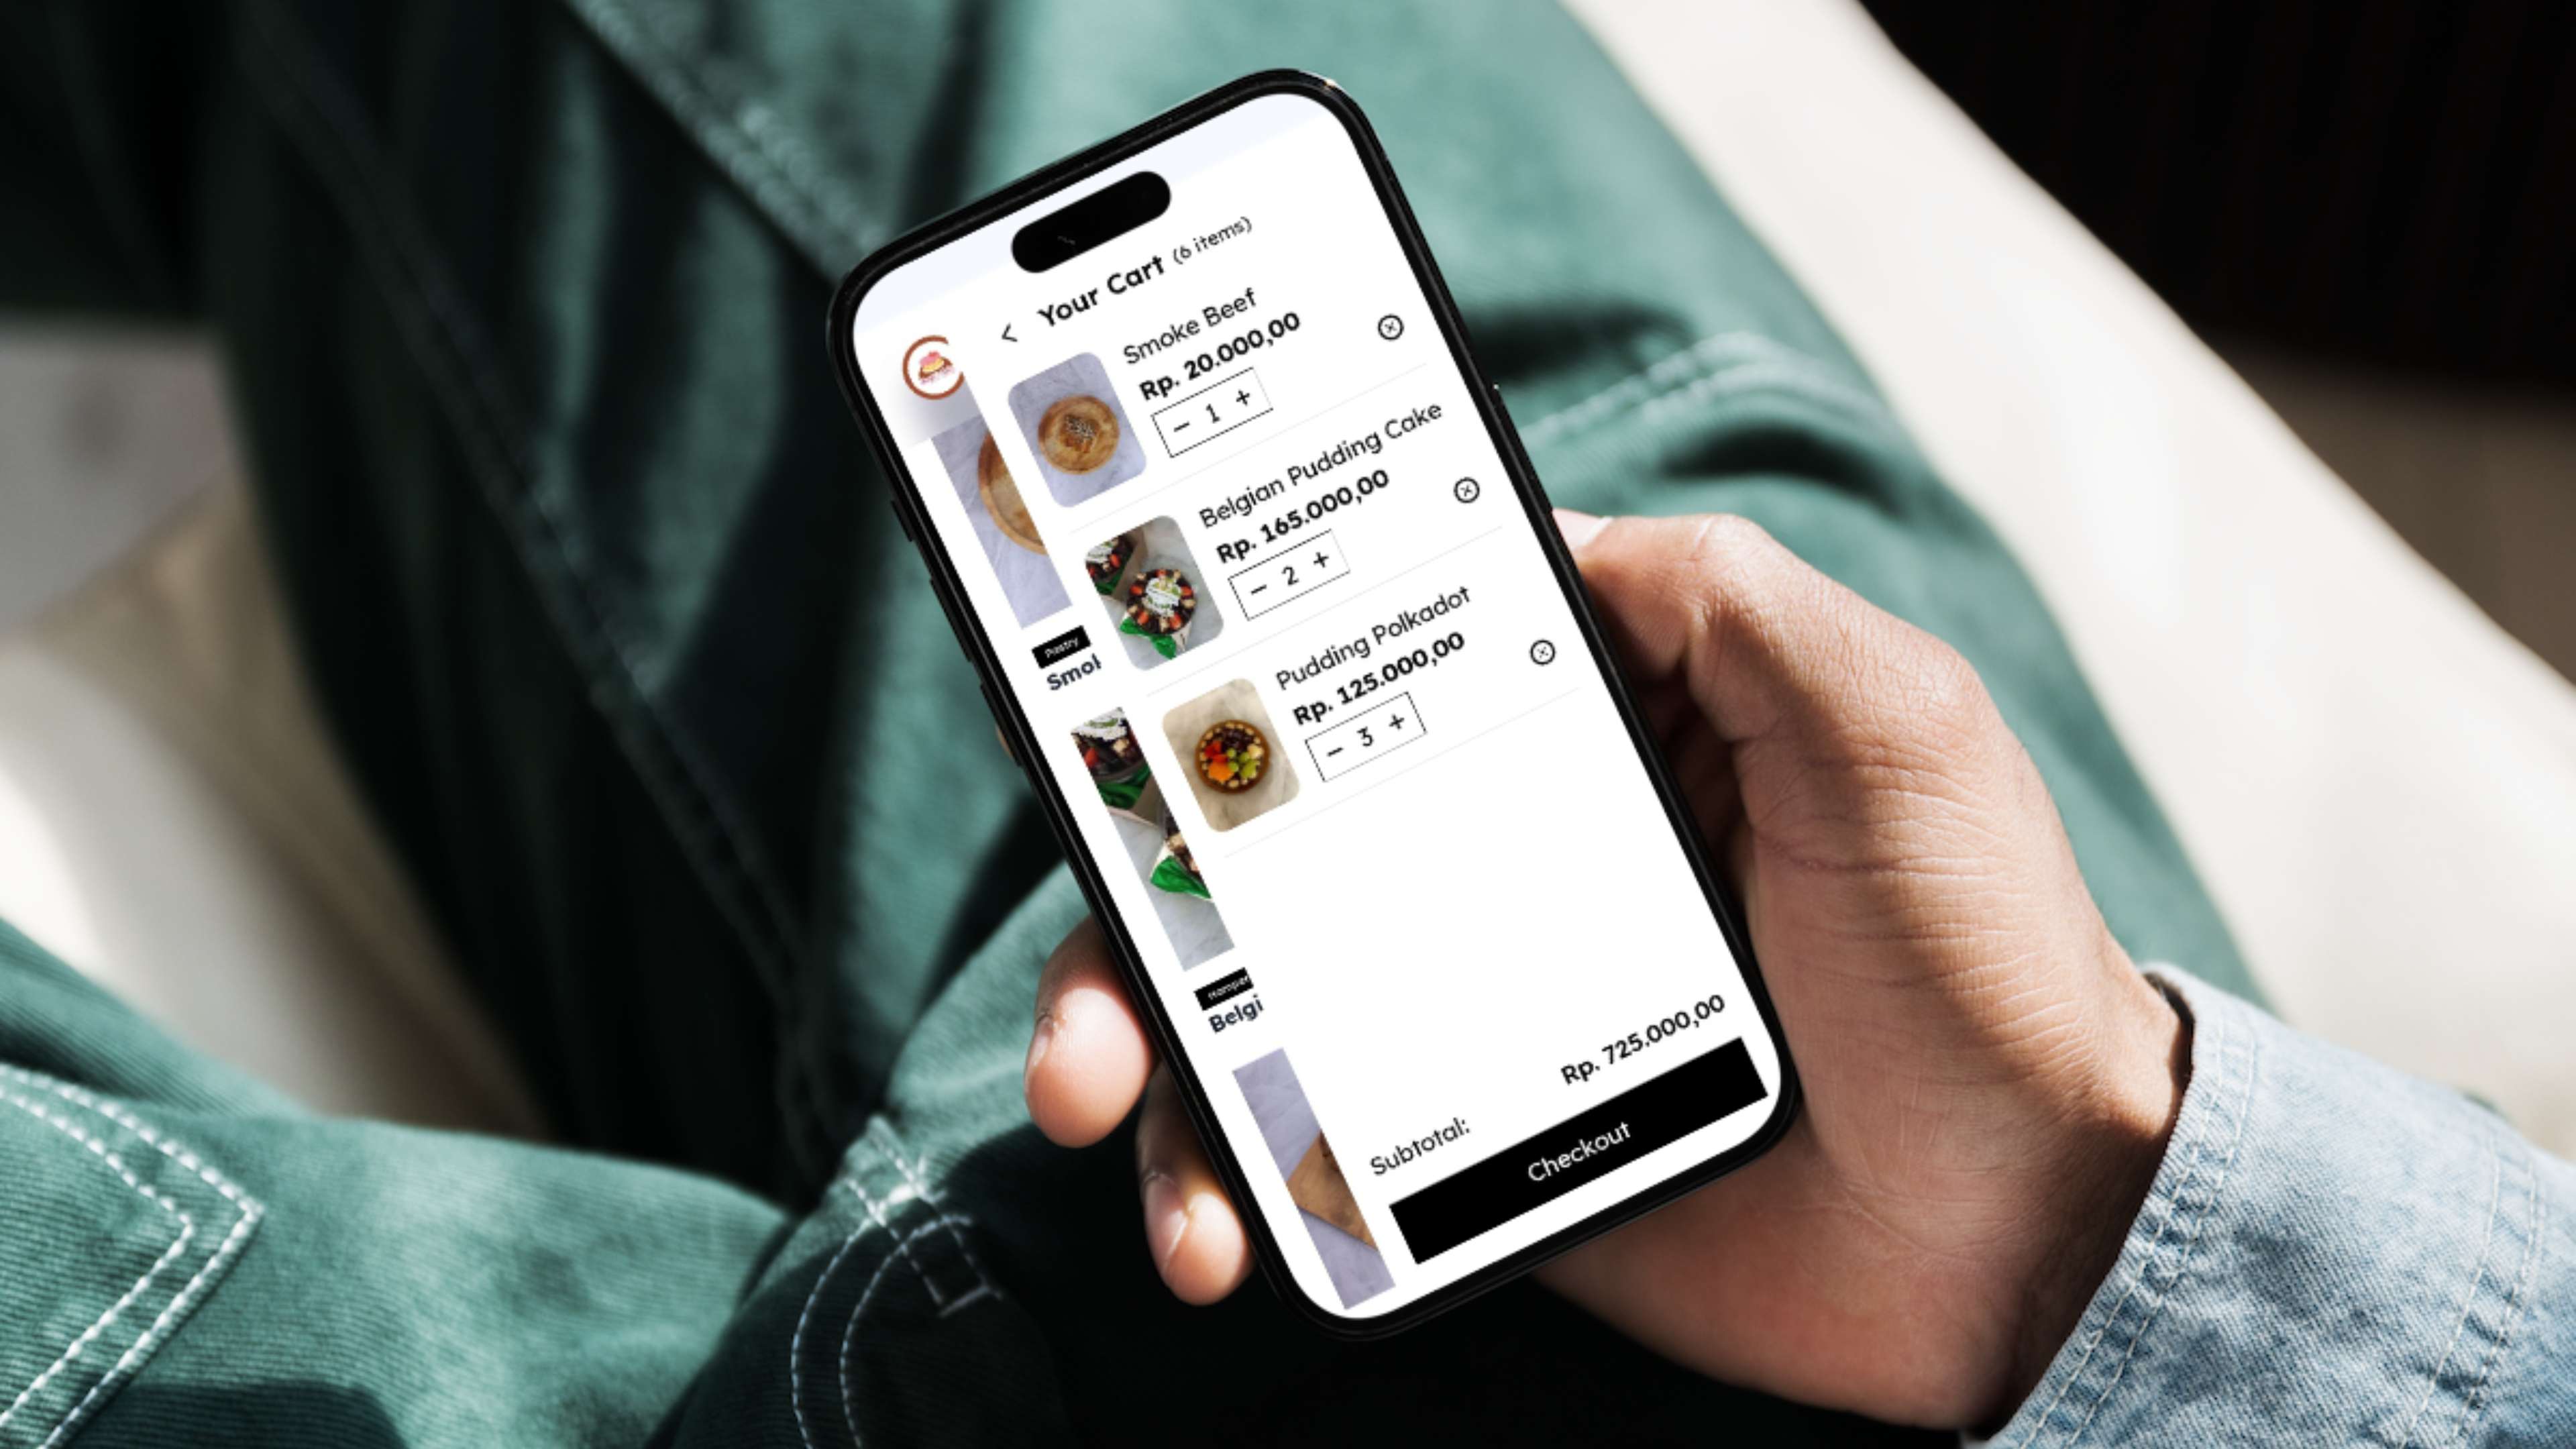 Your Cart (6 items)
Smoke Beef
Rp. 20.000,00
− 1 +
Belgian Pudding Cake
Rp. 165.000,00
− 2 +
Pudding Polkadot
Rp. 125.000,00
− 3 +
Pastry
Smok
Hamper
Belgi
Subtotal:
Rp. 725.000,00
Checkout